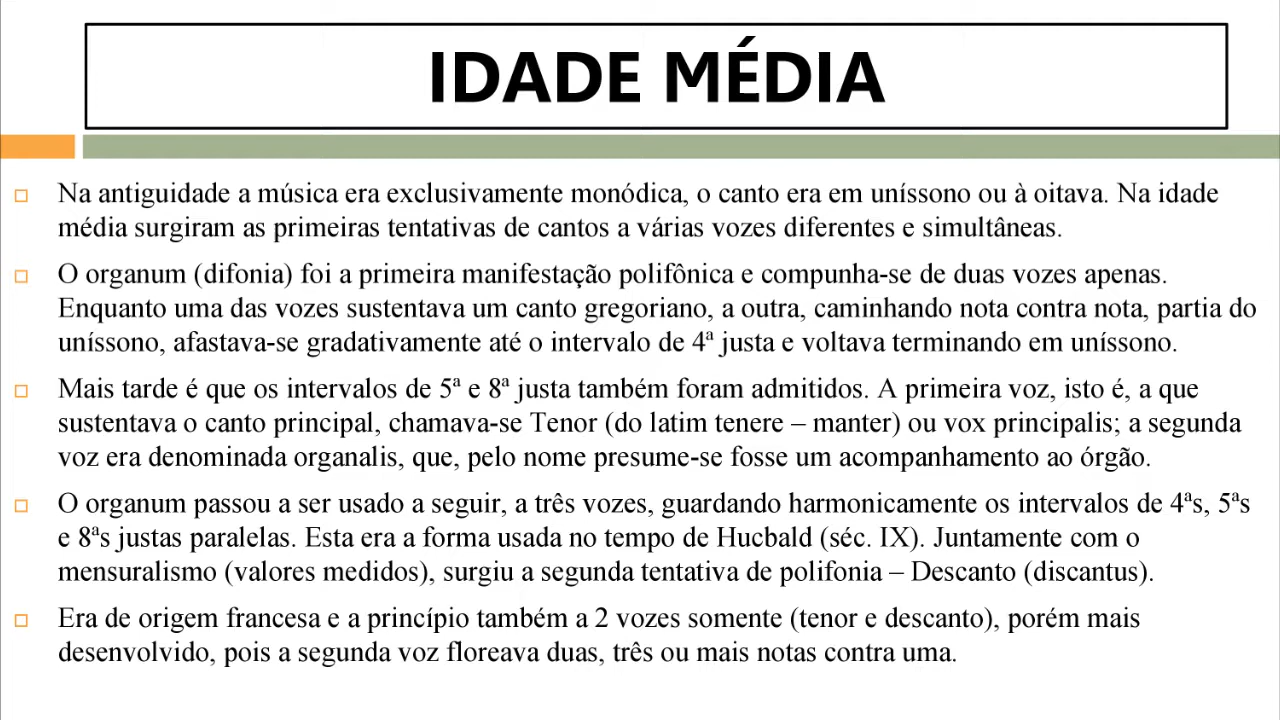 IDADE MÉDIA
Na antiguidade a música era exclusivamente monódica, o canto era em uníssono ou à oitava. Na idade
média surgiram as primeiras tentativas de cantos a várias vozes diferentes e simultâneas.
O organum (difonia) foi a primeira manifestação polifônica e compunha-se de duas vozes apenas.
Enquanto uma das vozes sustentava um canto gregoriano, a outra, caminhando nota contra nota, partia do
uníssono, afastava-se gradativamente até o intervalo de 4ª justa e voltava terminando em uníssono.
Mais tarde é que os intervalos de 5ª e 8ª justa também foram admitidos. A primeira voz, isto é, a que
sustentava o canto principal, chamava-se Tenor (do latim tenere – manter) ou vox principalis; a segunda
voz era denominada organalis, que, pelo nome presume-se fosse um acompanhamento ao órgão.
O organum passou a ser usado a seguir, a três vozes, guardando harmonicamente os intervalos de 4ªs, 5ªs
e 8ªs justas paralelas. Esta era a forma usada no tempo de Hucbald (séc. IX). Juntamente com o
mensuralismo (valores medidos), surgiu a segunda tentativa de polifonia – Descanto (discantus).
Era de origem francesa e a princípio também a 2 vozes somente (tenor e descanto), porém mais
desenvolvido, pois a segunda voz floreava duas, três ou mais notas contra uma.